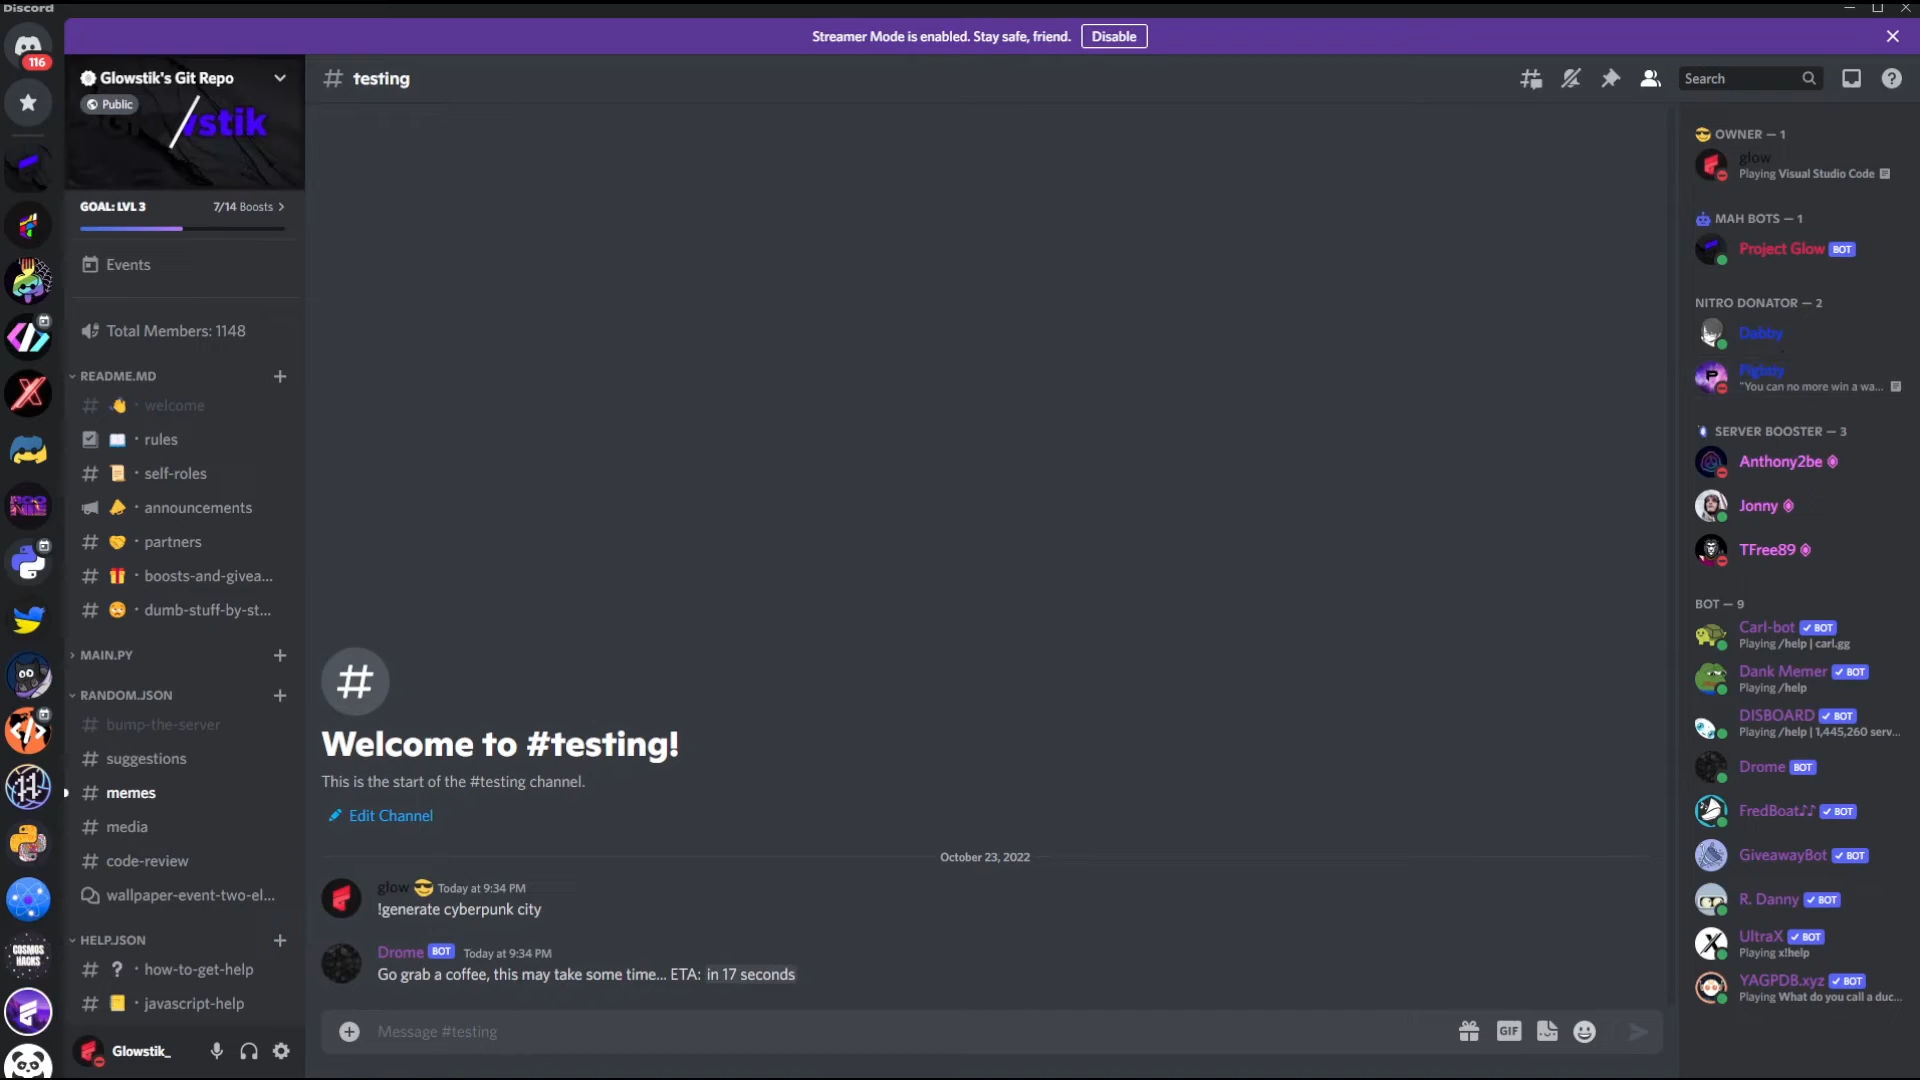 Discord
Streamer Mode is enabled. Stay safe, friend. Disable
116
Glowstik's Git Repo
Public
GOAL: LVL 3 7/14 Boosts
Events
Total Members: 1148
README.MD
welcome
rules
self-roles
announcements
partners
boosts-and-givea...
dumb-stuff-by-st...
MAIN.PY
RANDOM.JSON
bump-the-server
suggestions
memes
media
code-review
wallpaper-event-two-el...
HELP.JSON
how-to-get-help
javascript-help
COSMOS
HACKS
Glowstik_
# testing
Search
Welcome to #testing!
This is the start of the #testing channel.
Edit Channel
October 23, 2022
glow Today at 9:34 PM
!generate cyberpunk city
Drome BOT Today at 9:34 PM
Go grab a coffee, this may take some time... ETA: in 17 seconds
Message #testing
GIF
OWNER — 1
glow
Playing Visual Studio Code
MAH BOTS — 1
Project Glow BOT
NITRO DONATOR — 2
Dabby
Pigboy
"You can no more win a wa...
SERVER BOOSTER — 3
Anthony2be
Jonny
TFree89
BOT — 9
Carl-bot BOT
Playing /help | carl.gg
Dank Memer BOT
Playing /help
DISBOARD BOT
Playing /help | 1,445,260 serv...
Drome BOT
FredBoat♪♪ BOT
GiveawayBot BOT
R. Danny BOT
UltraX BOT
Playing x!help
YAGPDB.xyz BOT
Playing What do you call a duc...